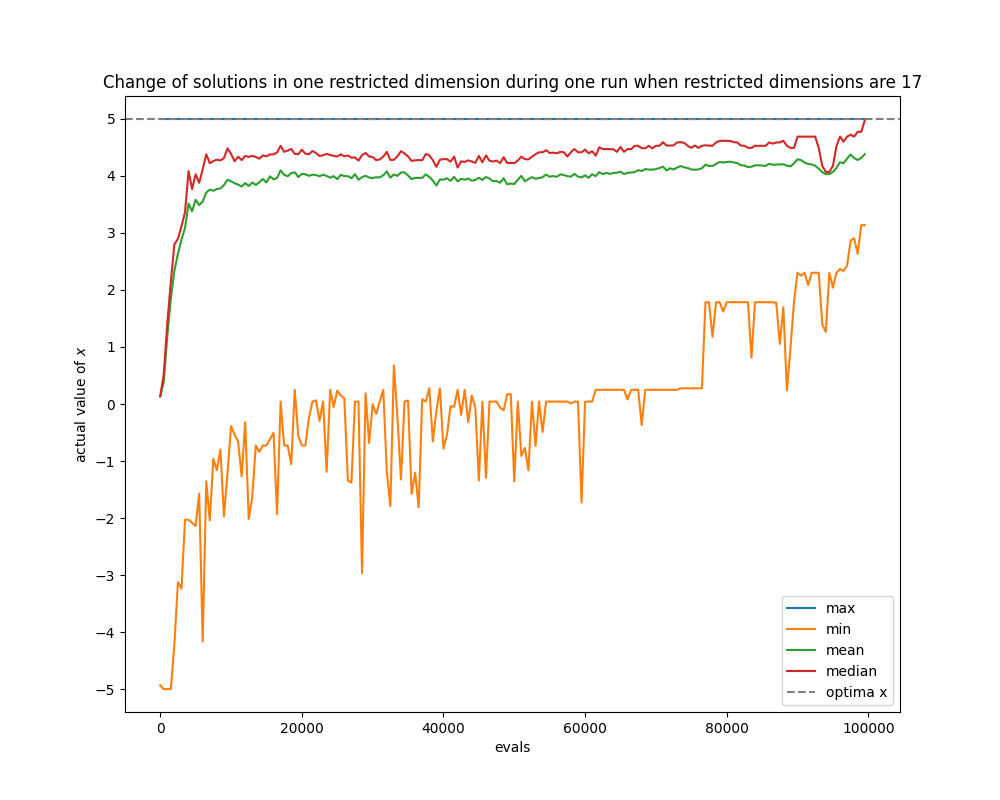 Change of solutions in one restricted dimension during one run when restricted dimensions are 17
5
4
3
2
1
0
−1
−2
−3
−4
−5
actual value of x
0 20000 40000 60000 80000 100000
evals
max
min
mean
median
optima x